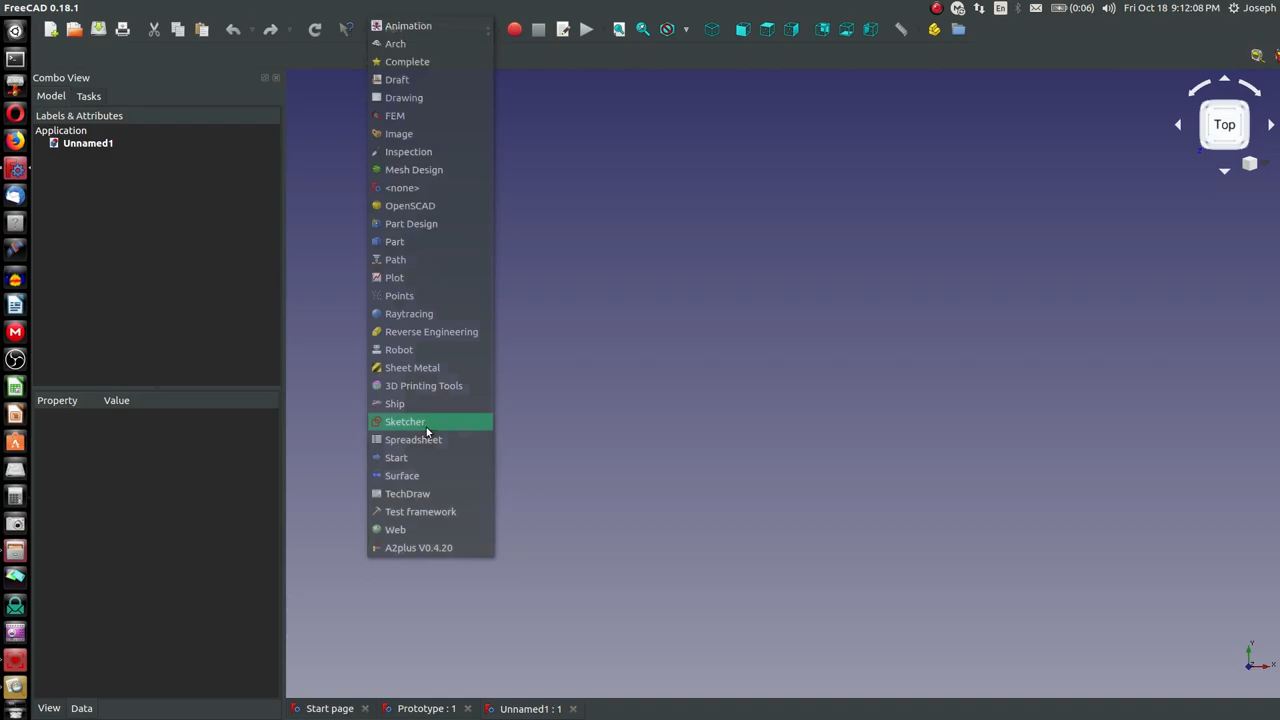 FreeCAD 0.18.1
En
(0:06)
Fri Oct 18 9:12:08 PM
Joseph
Combo View
Model
Tasks
Labels & Attributes
Application
Unnamed1
Property
Value
View
Data
Animation
Arch
Complete
Draft
Drawing
FEM
Image
Inspection
Mesh Design
<none>
OpenSCAD
Part Design
Part
Path
Plot
Points
Raytracing
Reverse Engineering
Robot
Sheet Metal
3D Printing Tools
Ship
Sketcher
Spreadsheet
Start
Surface
TechDraw
Test framework
Web
A2plus V0.4.20
Top
Y
X
Start page
Prototype : 1
Unnamed1 : 1